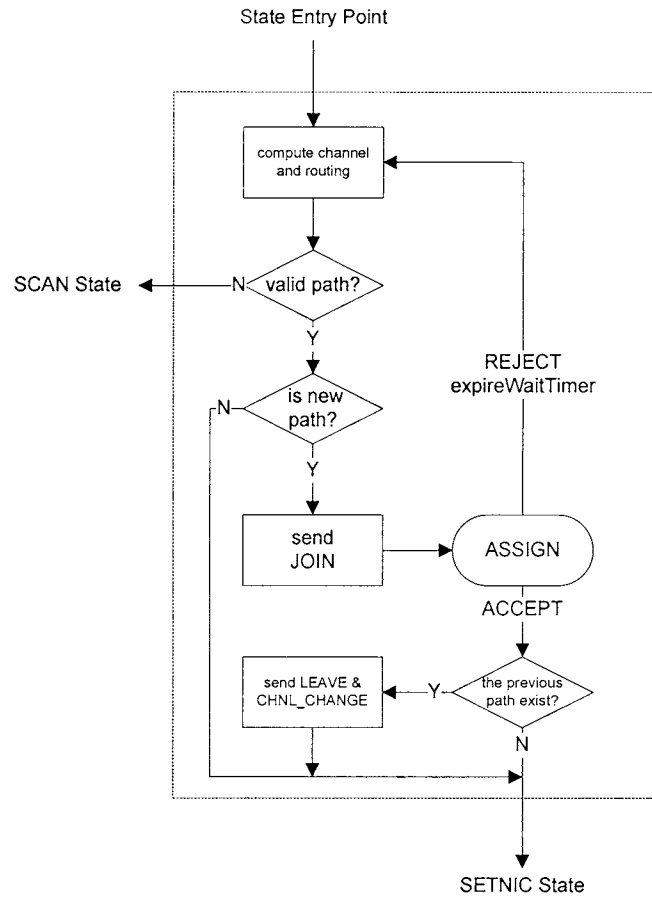 State Entry Point
compute channel
and routing
SCAN State
N
valid path?
Y
REJECT
expireWaitTimer
N
is new
path?
Y
send
JOIN
ASSIGN
ACCEPT
send LEAVE &
CHNL_CHANGE
Y
the previous
path exist?
N
SETNIC State